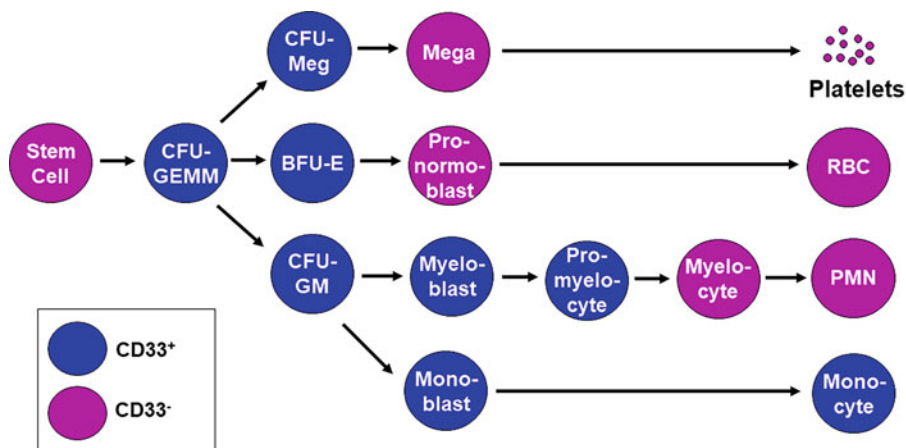 CFU-
Meg
Mega
Platelets
Stem
Cell
CFU-
GEMM
BFU-E
Pro-
normo-
blast
RBC
CFU-
GM
Myelo-
blast
Pro-
myelo-
cyte
Myelo-
cyte
PMN
Mono-
blast
Mono-
cyte
CD33⁺
CD33⁻